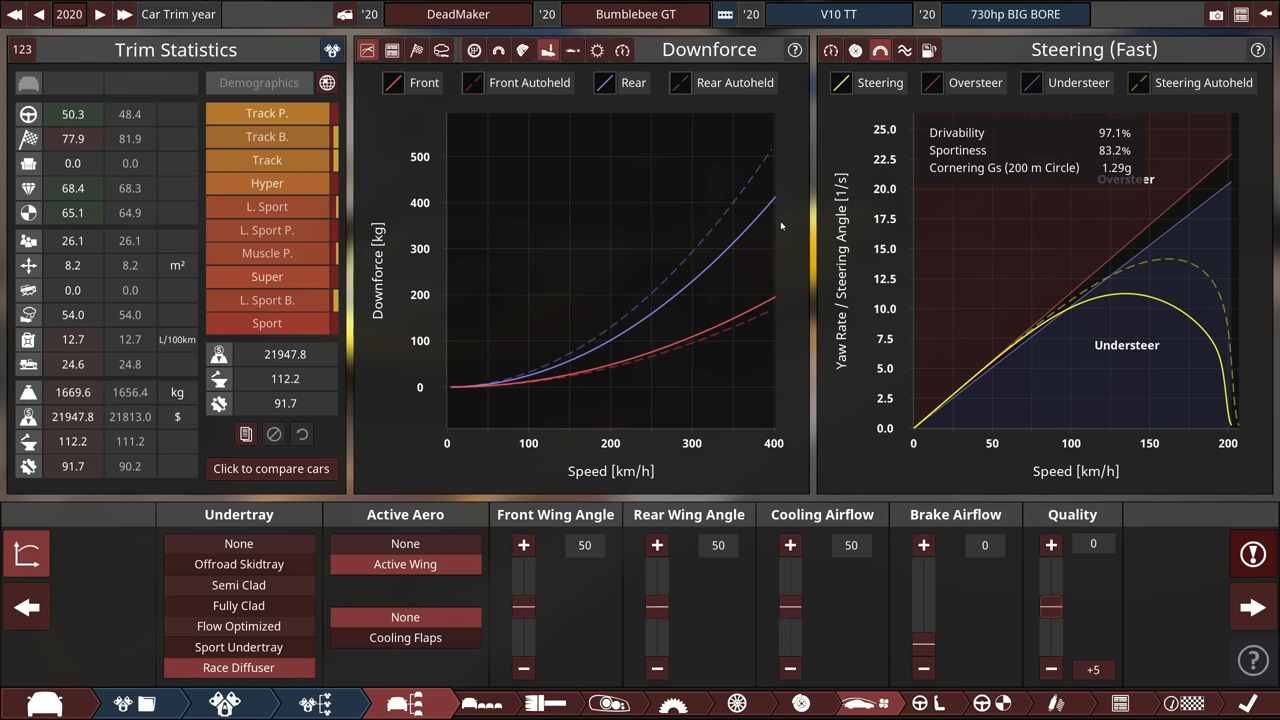 2020 Car Trim year '20 DeadMaker '20 Bumblebee GT '20 V10 TT '20 730hp BIG BORE
123 Trim Statistics
Demographics
50.3 48.4
77.9 81.9
0.0 0.0
68.4 68.3
65.1 64.9
26.1 26.1
8.2 8.2 m²
0.0 0.0
54.0 54.0
12.7 12.7 L/100km
24.6 24.8
1669.6 1656.4 kg
21947.8 21813.0 $
112.2 111.2
91.7 90.2
Track P.
Track B.
Track
Hyper
L. Sport
L. Sport P.
Muscle P.
Super
L. Sport B.
Sport
21947.8
112.2
91.7
Click to compare cars
Downforce ?
Front Front Autoheld Rear Rear Autoheld
Downforce [kg]
500
400
300
200
100
0
0 100 200 300 400
Speed [km/h]
Steering (Fast) ?
Steering Oversteer Understeer Steering Autoheld
Drivability 97.1%
Sportiness 83.2%
Cornering Gs (200 m Circle) 1.29g
Oversteer
Understeer
Yaw Rate / Steering Angle [1/s]
25.0
22.5
20.0
17.5
15.0
12.5
10.0
7.5
5.0
2.5
0.0
0 50 100 150 200
Speed [km/h]
Undertray
None
Offroad Skidtray
Semi Clad
Fully Clad
Flow Optimized
Sport Undertray
Race Diffuser
Active Aero
None
Active Wing
None
Cooling Flaps
Front Wing Angle
+ 50
−
Rear Wing Angle
+ 50
−
Cooling Airflow
+ 50
−
Brake Airflow
+ 0
−
Quality
+ 0
− +5
?